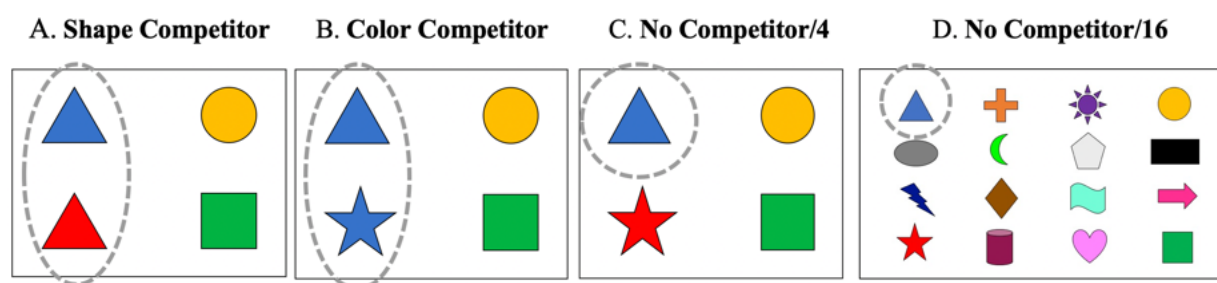 A. Shape Competitor
B. Color Competitor
C. No Competitor/4
D. No Competitor/16